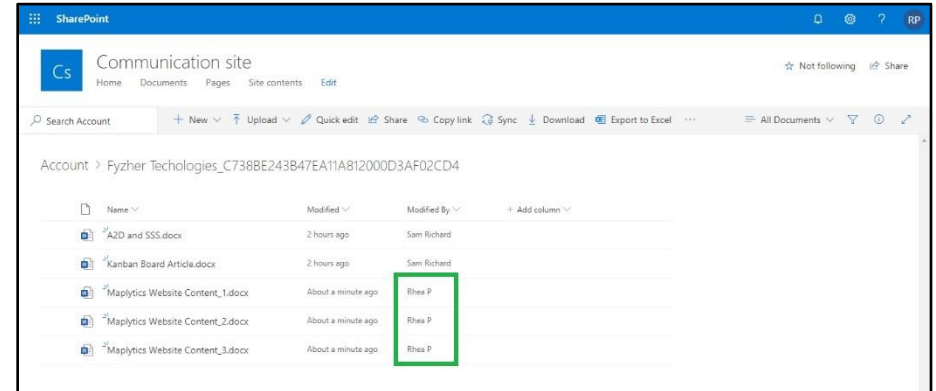 SharePoint ? RP
Cs Communication site
Home Documents Pages Site contents Edit Not following Share
Search Account + New Upload Quick edit Share Copy link Sync Download Export to Excel ... All Documents
Account > Fyzher Techologies_C738BE243B47EA11A812000D3AF02CD4
Name Modified Modified By + Add column
A2D and SSS.docx 2 hours ago Sam Richard
Kanban Board Article.docx 2 hours ago Sam Richard
Maplytics Website Content_1.docx About a minute ago Rhea P
Maplytics Website Content_2.docx About a minute ago Rhea P
Maplytics Website Content_3.docx About a minute ago Rhea P